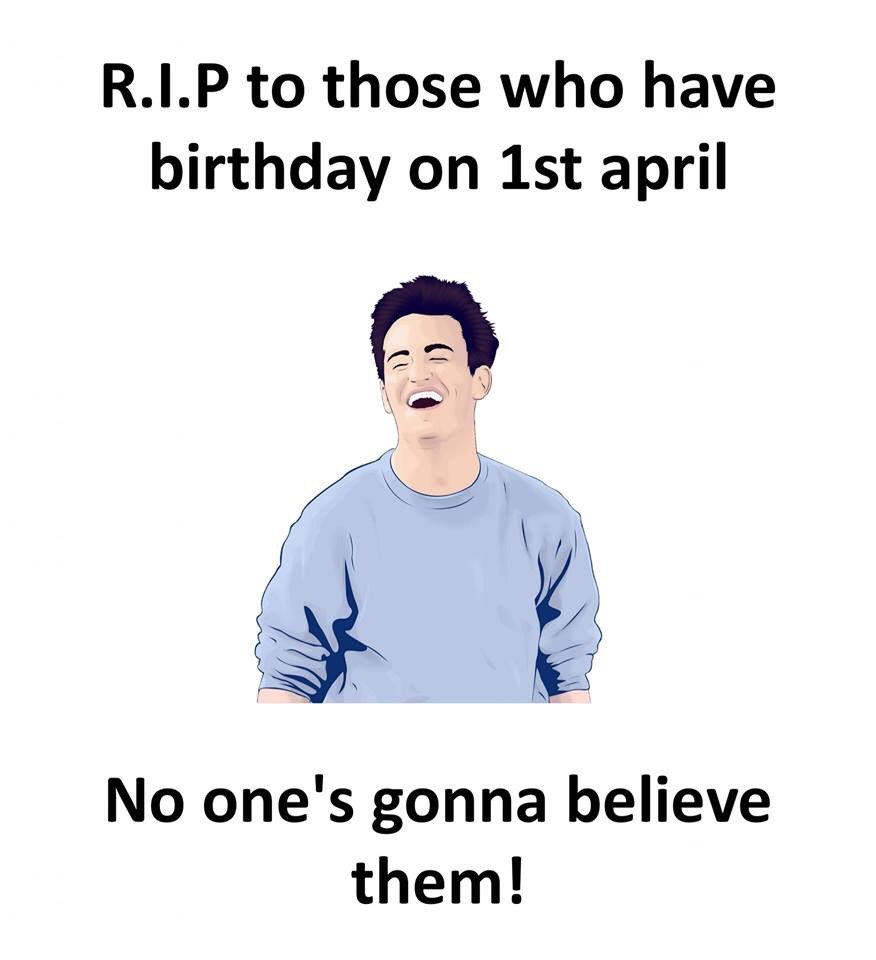 R.I.P to those who have
birthday on 1st april
No one's gonna believe
them!